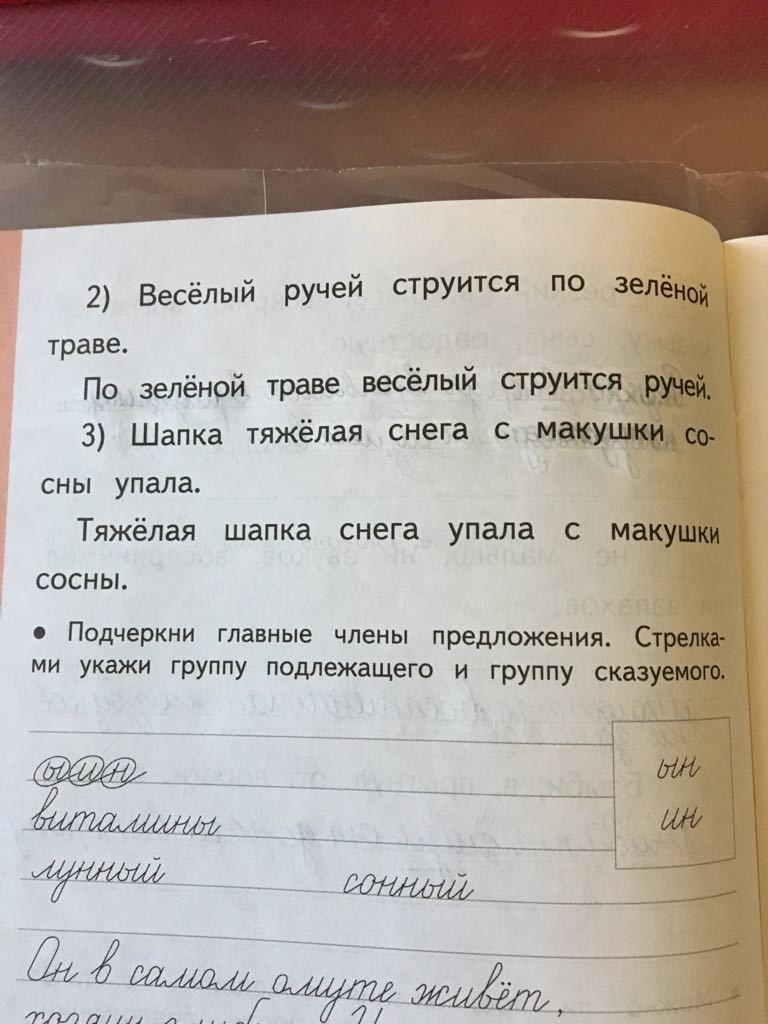 2) Весёлый ручей струится по зелёной
траве.
По зелёной траве весёлый струится ручей.
3) Шапка тяжёлая снега с макушки со-
сны упала.
Тяжёлая шапка снега упала с макушки
сосны.
• Подчеркни главные члены предложения. Стрелка-
ми укажи группу подлежащего и группу сказуемого.
ы и н
ын
витамины
ин
лунный сонный
Он в самом омуте живёт,